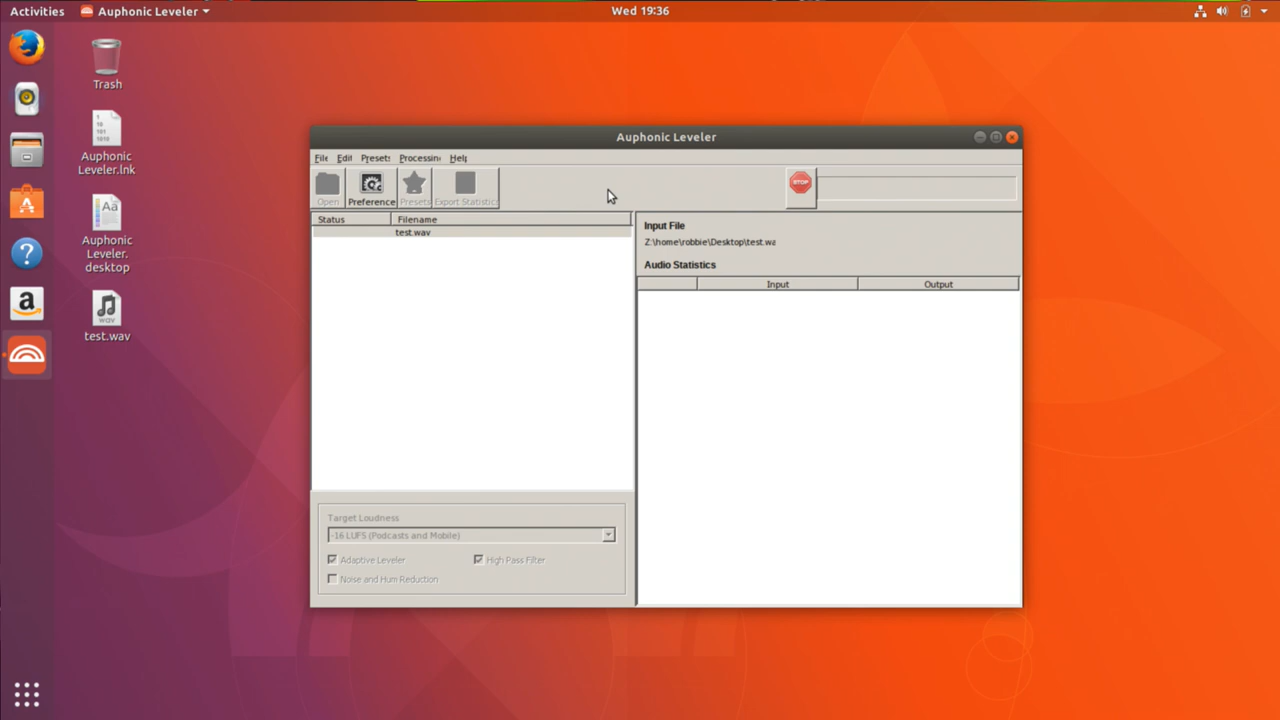 Activities
Auphonic Leveler
Wed 19:36
Trash
Auphonic
Leveler.lnk
Auphonic
Leveler.
desktop
test.wav
Auphonic Leveler
File Edit Presets Processing Help
Open Preference Presets Export Statistics
STOP
Status Filename
test.wav
Input File
Z:\home\robbie\Desktop\test.wa
Audio Statistics
Input Output
Target Loudness
-16 LUFS (Podcasts and Mobile)
Adaptive Leveler
High Pass Filter
Noise and Hum Reduction